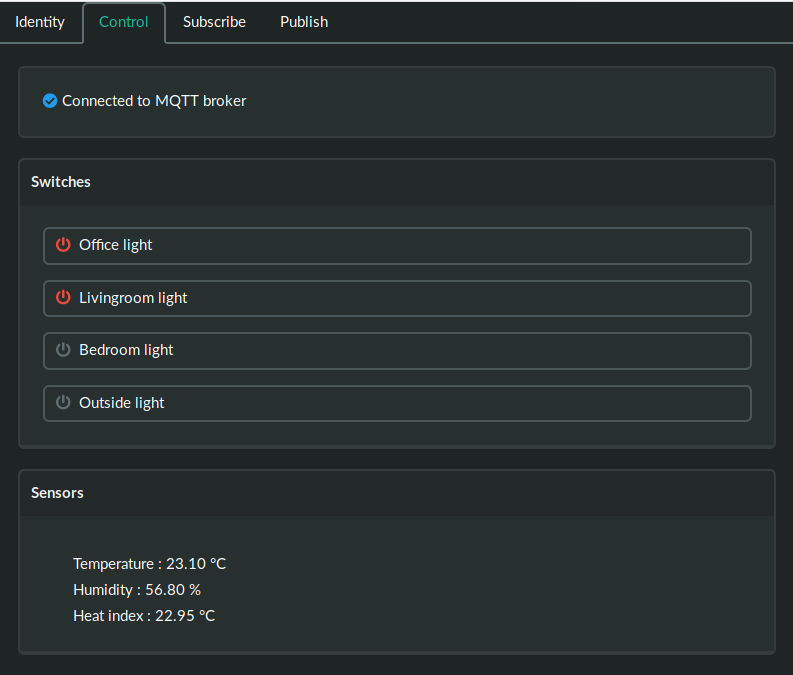 Identity Control Subscribe Publish
Connected to MQTT broker
Switches
Office light
Livingroom light
Bedroom light
Outside light
Sensors
Temperature : 23.10 °C
Humidity : 56.80 %
Heat index : 22.95 °C